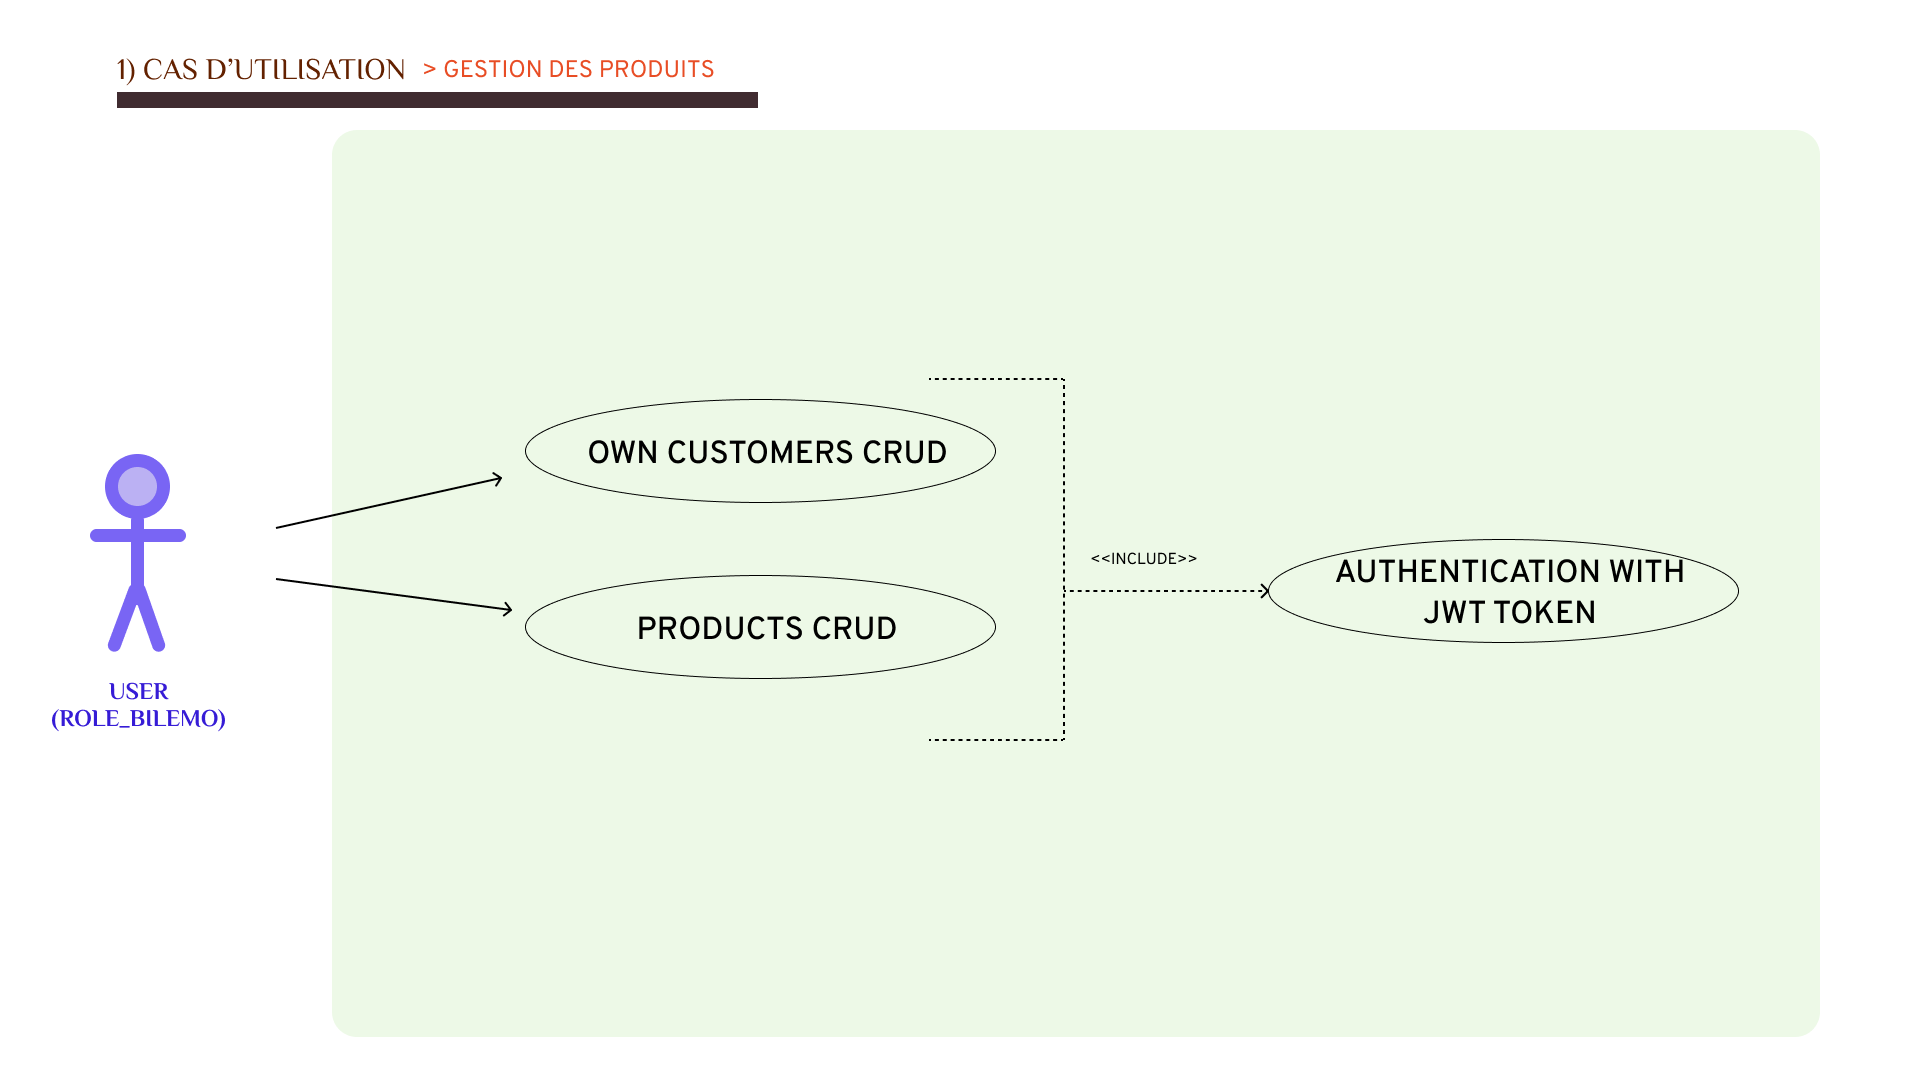 1) CAS D’UTILISATION > GESTION DES PRODUITS
OWN CUSTOMERS CRUD
<<INCLUDE>>
AUTHENTICATION WITH
JWT TOKEN
PRODUCTS CRUD
USER
(ROLE_BILEMO)